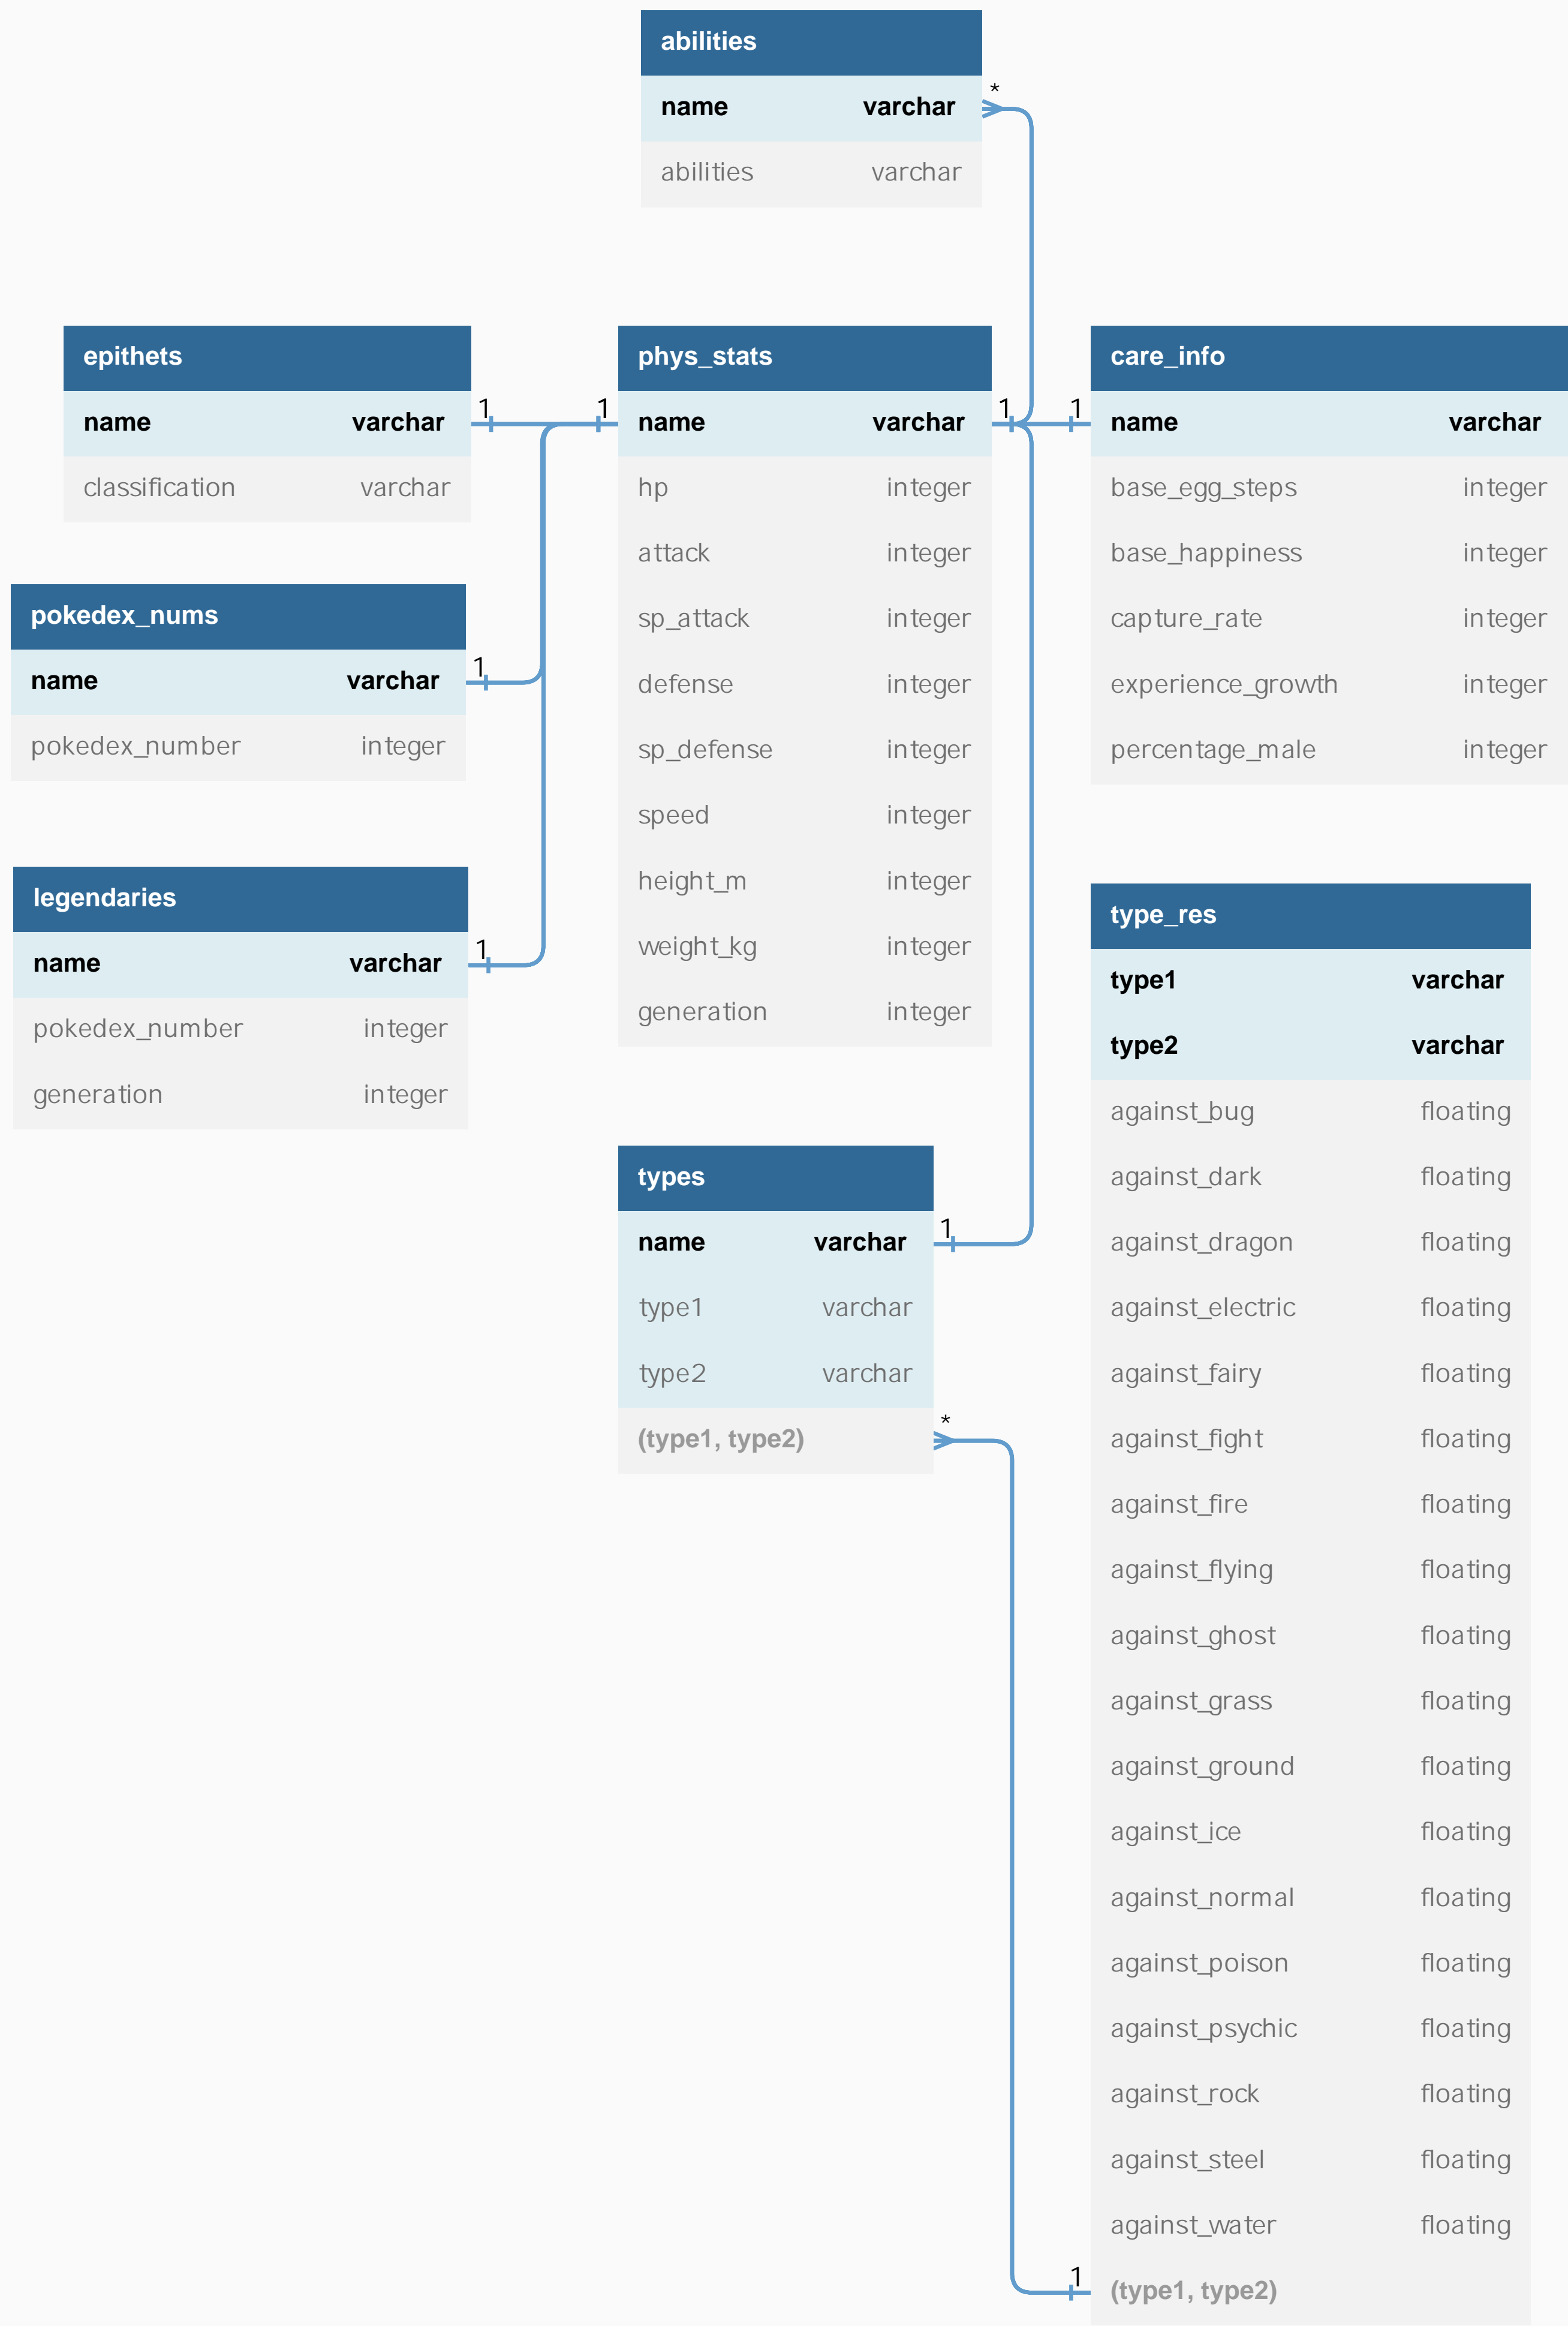 abilities
name varchar
*
abilities varchar
epithets
name varchar
1
classification varchar
phys_stats
1
name varchar
1
hp integer
attack integer
sp_attack integer
defense integer
sp_defense integer
speed integer
height_m integer
weight_kg integer
generation integer
care_info
1
name varchar
base_egg_steps integer
base_happiness integer
capture_rate integer
experience_growth integer
percentage_male integer
pokedex_nums
name varchar
1
pokedex_number integer
legendaries
name varchar
1
pokedex_number integer
generation integer
types
name varchar
1
type1 varchar
type2 varchar
(type1, type2)
*
type_res
type1 varchar
type2 varchar
against_bug floating
against_dark floating
against_dragon floating
against_electric floating
against_fairy floating
against_fight floating
against_fire floating
against_flying floating
against_ghost floating
against_grass floating
against_ground floating
against_ice floating
against_normal floating
against_poison floating
against_psychic floating
against_rock floating
against_steel floating
against_water floating
1
(type1, type2)